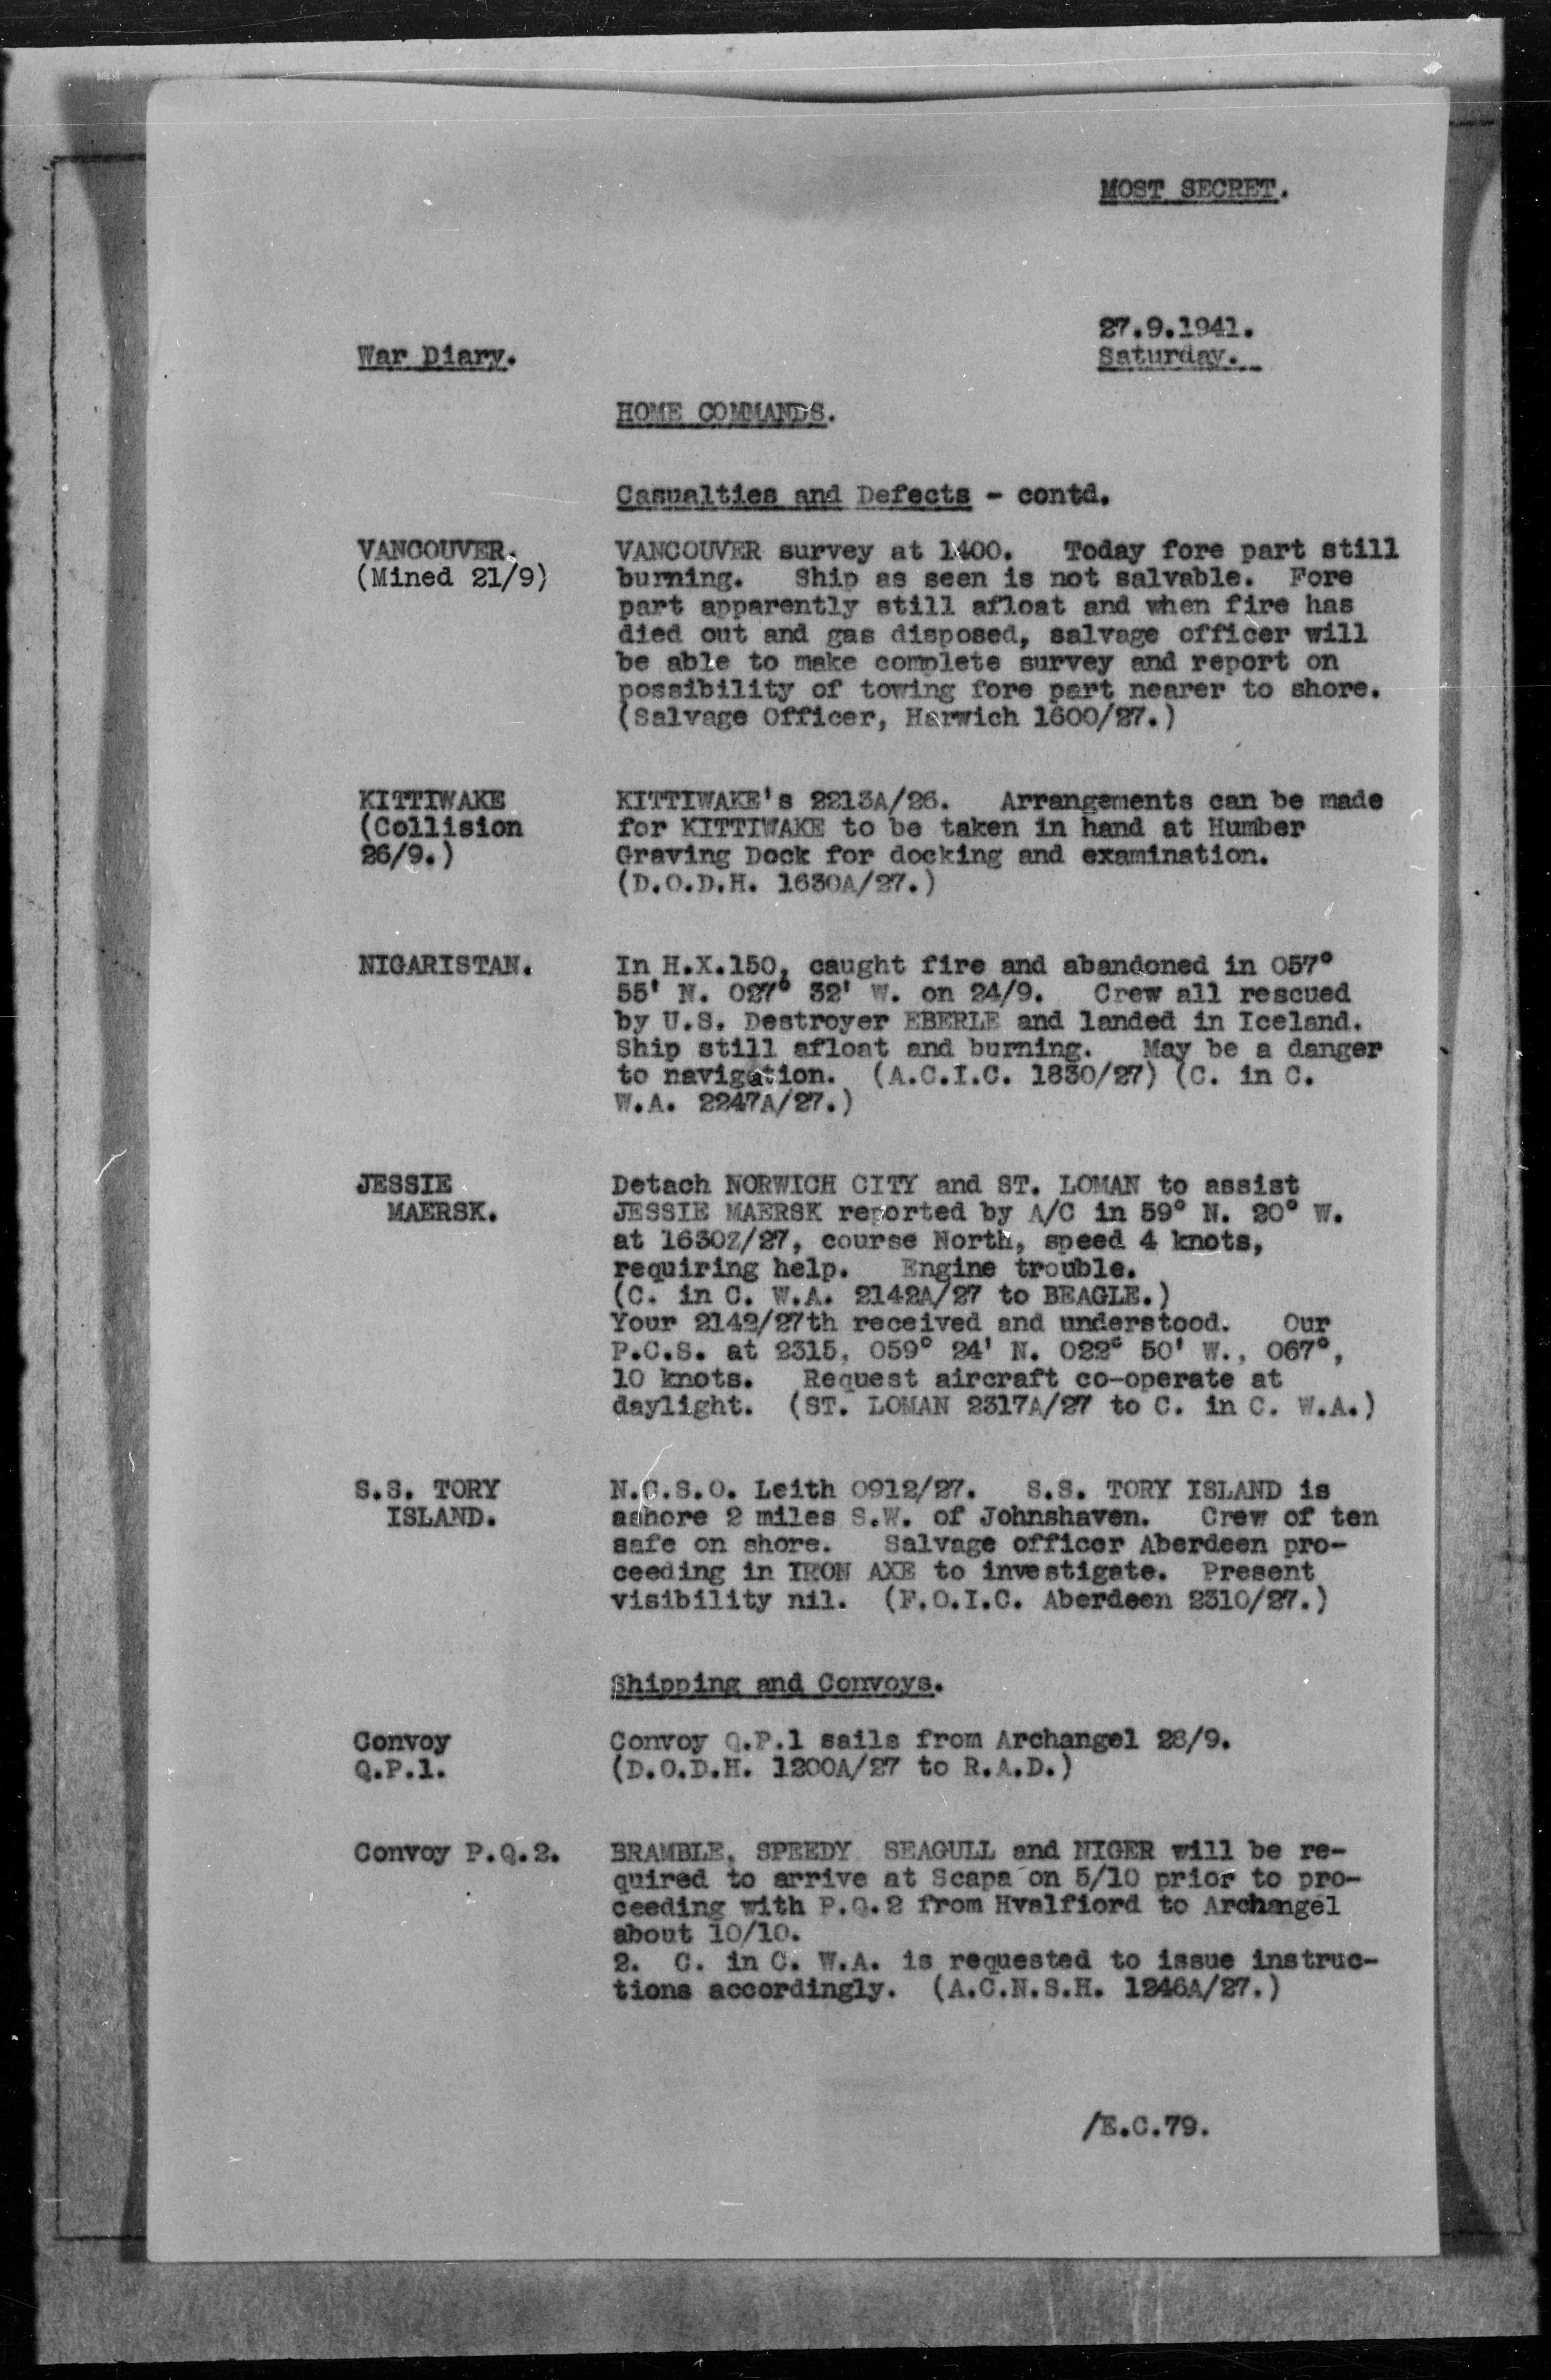 MOST SECRET.
27.9.1941.
War Diary.
Saturday.
HOME COMMANDS.
Casualties and Defects - contd.
VANCOUVER.
(Mined 21/9)
VANCOUVER survey at 1400. Today fore part still
burning. Ship as seen is not salvable. Fore
part apparently still afloat and when fire has
died out and gas disposed, salvage officer will
be able to make complete survey and report on
possibility of towing fore part nearer to shore.
(Salvage Officer, Harwich 1600/27.)
KITTIWAKE
(Collision
26/9.)
KITTIWAKE's 2213A/26. Arrangements can be made
for KITTIWAKE to be taken in hand at Humber
Graving Dock for docking and examination.
(D.O.D.H. 1630A/27.)
NIGARISTAN.
In H.X.150, caught fire and abandoned in 057°
55' N. 027° 32' W. on 24/9. Crew all rescued
by U.S. Destroyer EBERLE and landed in Iceland.
Ship still afloat and burning. May be a danger
to navigation. (A.C.I.C. 1830/27) (C. in C.
W.A. 2247A/27.)
JESSIE
MAERSK.
Detach NORWICH CITY and ST. LOMAN to assist
JESSIE MAERSK reported by A/C in 59° N. 20° W.
at 1630Z/27, course North, speed 4 knots,
requiring help. Engine trouble.
(C. in C. W.A. 2142A/27 to BEAGLE.)
Your 2142/27th received and understood. Our
P.C.S. at 2315, 059° 24' N. 022° 50' W., 067°,
10 knots. Request aircraft co-operate at
daylight. (ST. LOMAN 2317A/27 to C. in C. W.A.)
S.S. TORY
ISLAND.
N.C.S.O. Leith 0912/27. S.S. TORY ISLAND is
ashore 2 miles S.W. of Johnshaven. Crew of ten
safe on shore. Salvage officer Aberdeen pro-
ceeding in IRON AXE to investigate. Present
visibility nil. (F.O.I.C. Aberdeen 2310/27.)
Shipping and Convoys.
Convoy
Q.P.1.
Convoy Q.P.1 sails from Archangel 28/9.
(D.O.D.H. 1200A/27 to R.A.D.)
Convoy P.Q.2.
BRAMBLE, SPEEDY SEAGULL and NIGER will be re-
quired to arrive at Scapa on 5/10 prior to pro-
ceeding with P.Q.2 from Hvalfiord to Archangel
about 10/10.
2. C. in C. W.A. is requested to issue instruc-
tions accordingly. (A.C.N.S.H. 1246A/27.)
/E.C.79.